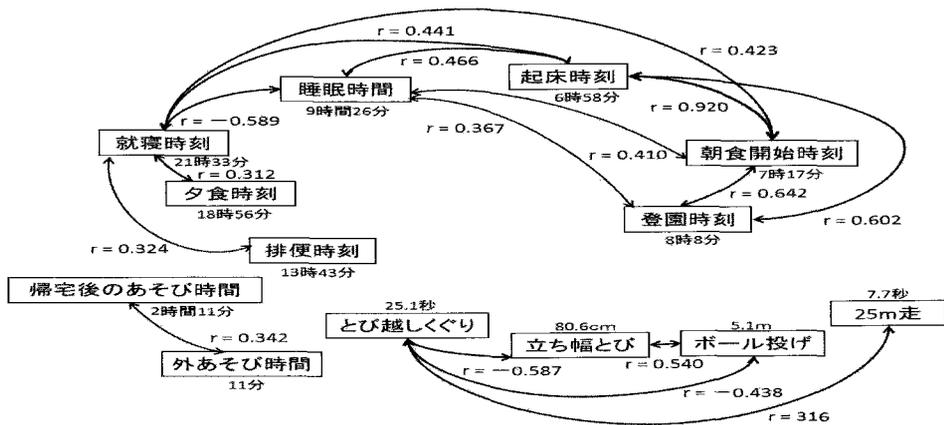 r = 0.441
r = 0.423
r = 0.466
起床時刻
6時58分
睡眠時間
9時間26分
r = 0.920
r = −0.589
r = 0.367
就寝時刻
21時33分
r = 0.410
朝食開始時刻
7時17分
r = 0.312
夕食時刻
18時56分
r = 0.642
登園時刻
8時8分
r = 0.602
r = 0.324
排便時刻
13時43分
帰宅後のあそび時間
2時間11分
r = 0.342
外あそび時間
11分
25.1秒
とび越しくぐり
80.6cm
立ち幅とび
5.1m
ボール投げ
7.7秒
25m走
r = −0.587
r = 0.540
r = −0.438
r = 316